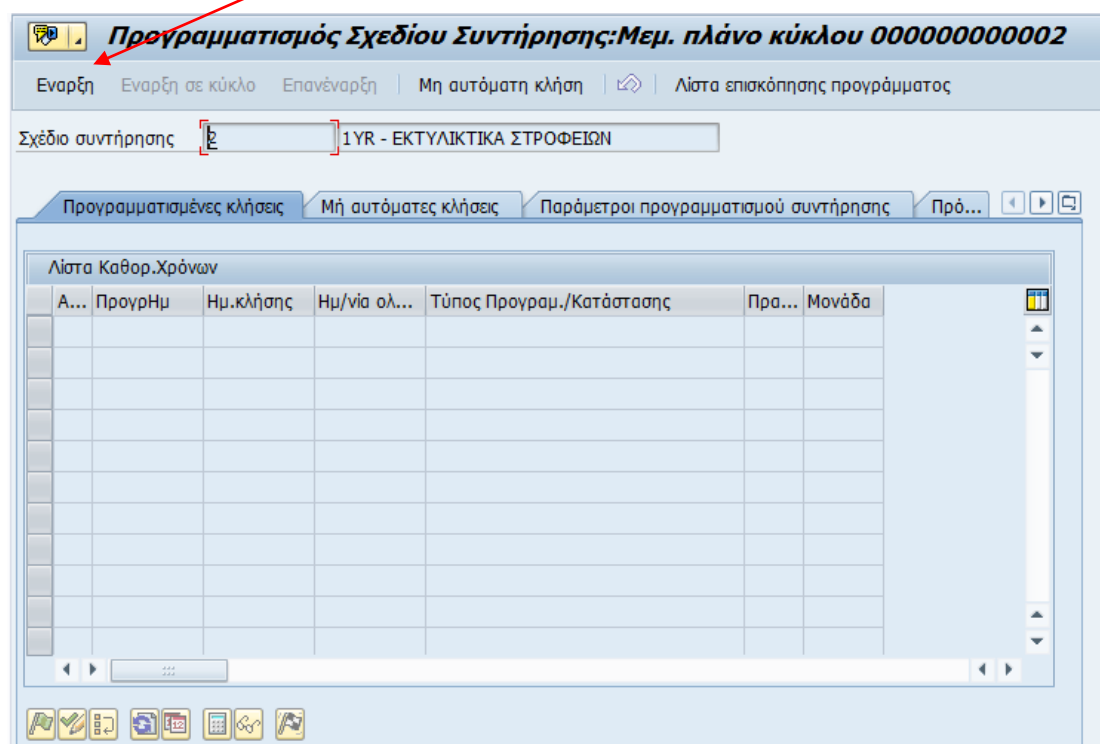 Προγραμματισμός Σχεδίου Συντήρησης:Μεμ. πλάνο κύκλου 000000000002
Εναρξη Εναρξη σε κύκλο Επανέναρξη Μη αυτόματη κλήση Λίστα επισκόπησης προγράμματος
Σχέδιο συντήρησης 2 1YR - ΕΚΤΥΛΙΚΤΙΚΑ ΣΤΡΟΦΕΙΩΝ
Προγραμματισμένες κλήσεις Μή αυτόματες κλήσεις Παράμετροι προγραμματισμού συντήρησης Πρό...
Λίστα Καθορ.Χρόνων
Α... ΠρογρΗμ Ημ.κλήσης Ημ/νία ολ... Τύπος Προγραμ./Κατάστασης Πρα... Μονάδα